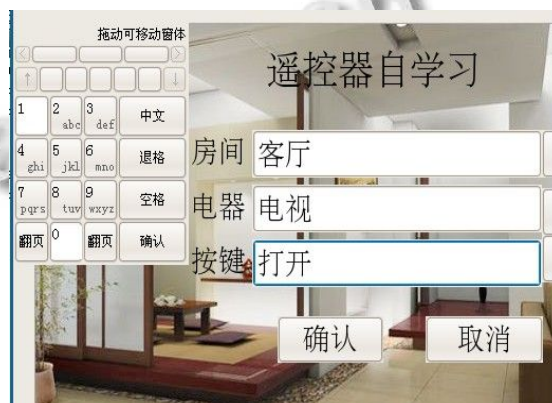 拖动可移动窗体
遥控器自学习
1
2 abc
3 def
中文
4 ghi
5 jkl
6 mno
退格
7 pqrs
8 tuv
9 wxyz
空格
翻页
0
翻页
确认
房间 客厅
电器 电视
按键 打开
确认
取消